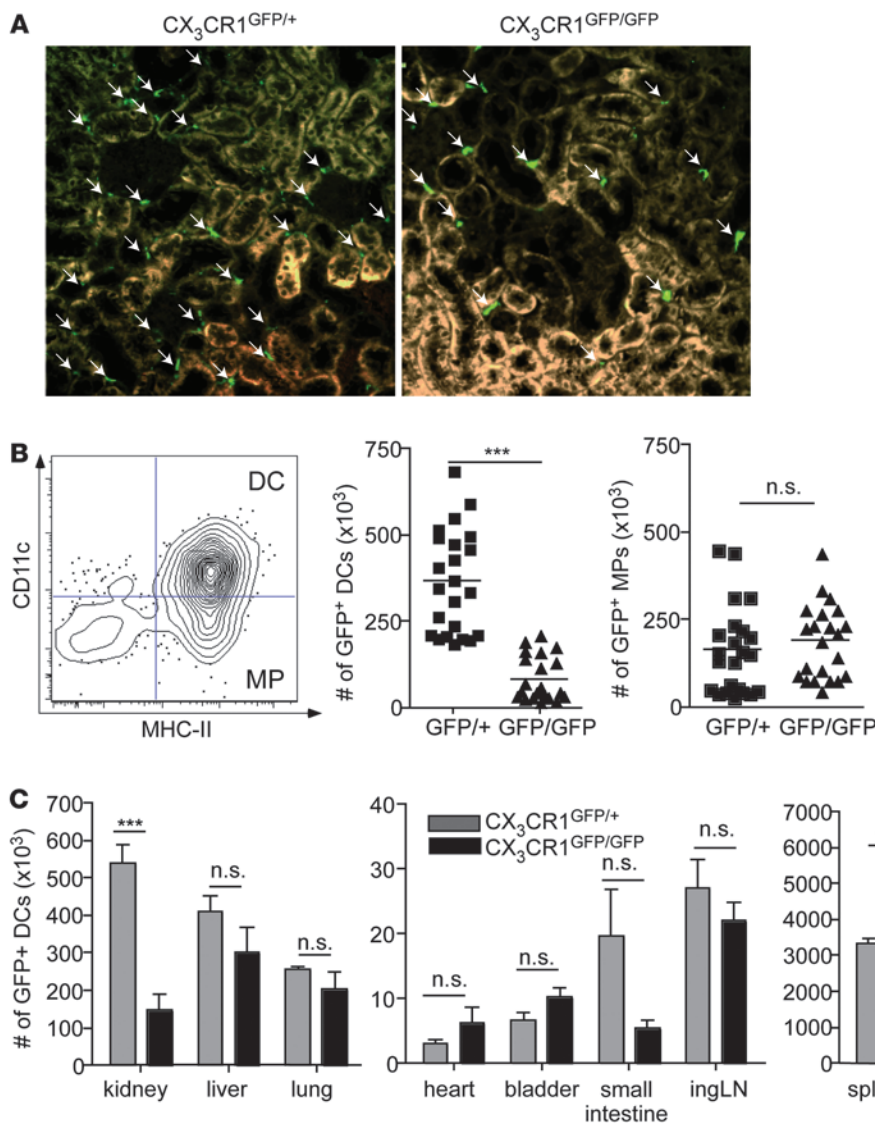 A
CX3CR1GFP/+
CX3CR1GFP/GFP
B
CD11c
DC
MP
MHC-II
# of GFP+ DCs (x103)
750
500
250
0
***
GFP/+ GFP/GFP
# of GFP+ MPs (x103)
750
500
250
0
n.s.
GFP/+ GFP/GFP
C
# of GFP+ DCs (x103)
700
600
500
400
300
200
100
0
***
n.s.
n.s.
kidney liver lung
40
30
20
10
0
CX3CR1GFP/+
CX3CR1GFP/GFP
n.s.
n.s.
n.s.
n.s.
heart bladder small intestine ingLN
7000
6000
5000
4000
3000
2000
1000
0
spl